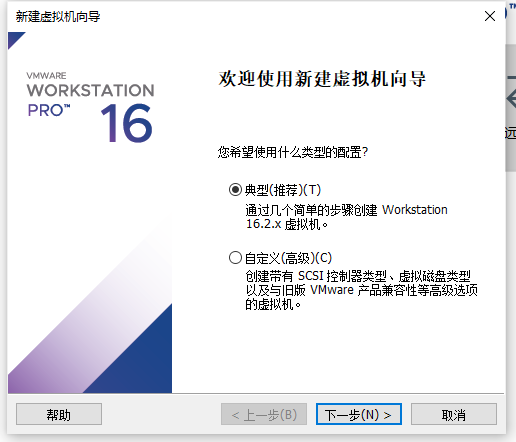 新建虚拟机向导
VMWARE
WORKSTATION
PRO™ 16
欢迎使用新建虚拟机向导
您希望使用什么类型的配置?
典型(推荐)(T)
通过几个简单的步骤创建 Workstation
16.2.x 虚拟机。
自定义(高级)(C)
创建带有 SCSI 控制器类型、虚拟磁盘类型
以及与旧版 VMware 产品兼容性等高级选项
的虚拟机。
帮助
< 上一步(B)
下一步(N) >
取消